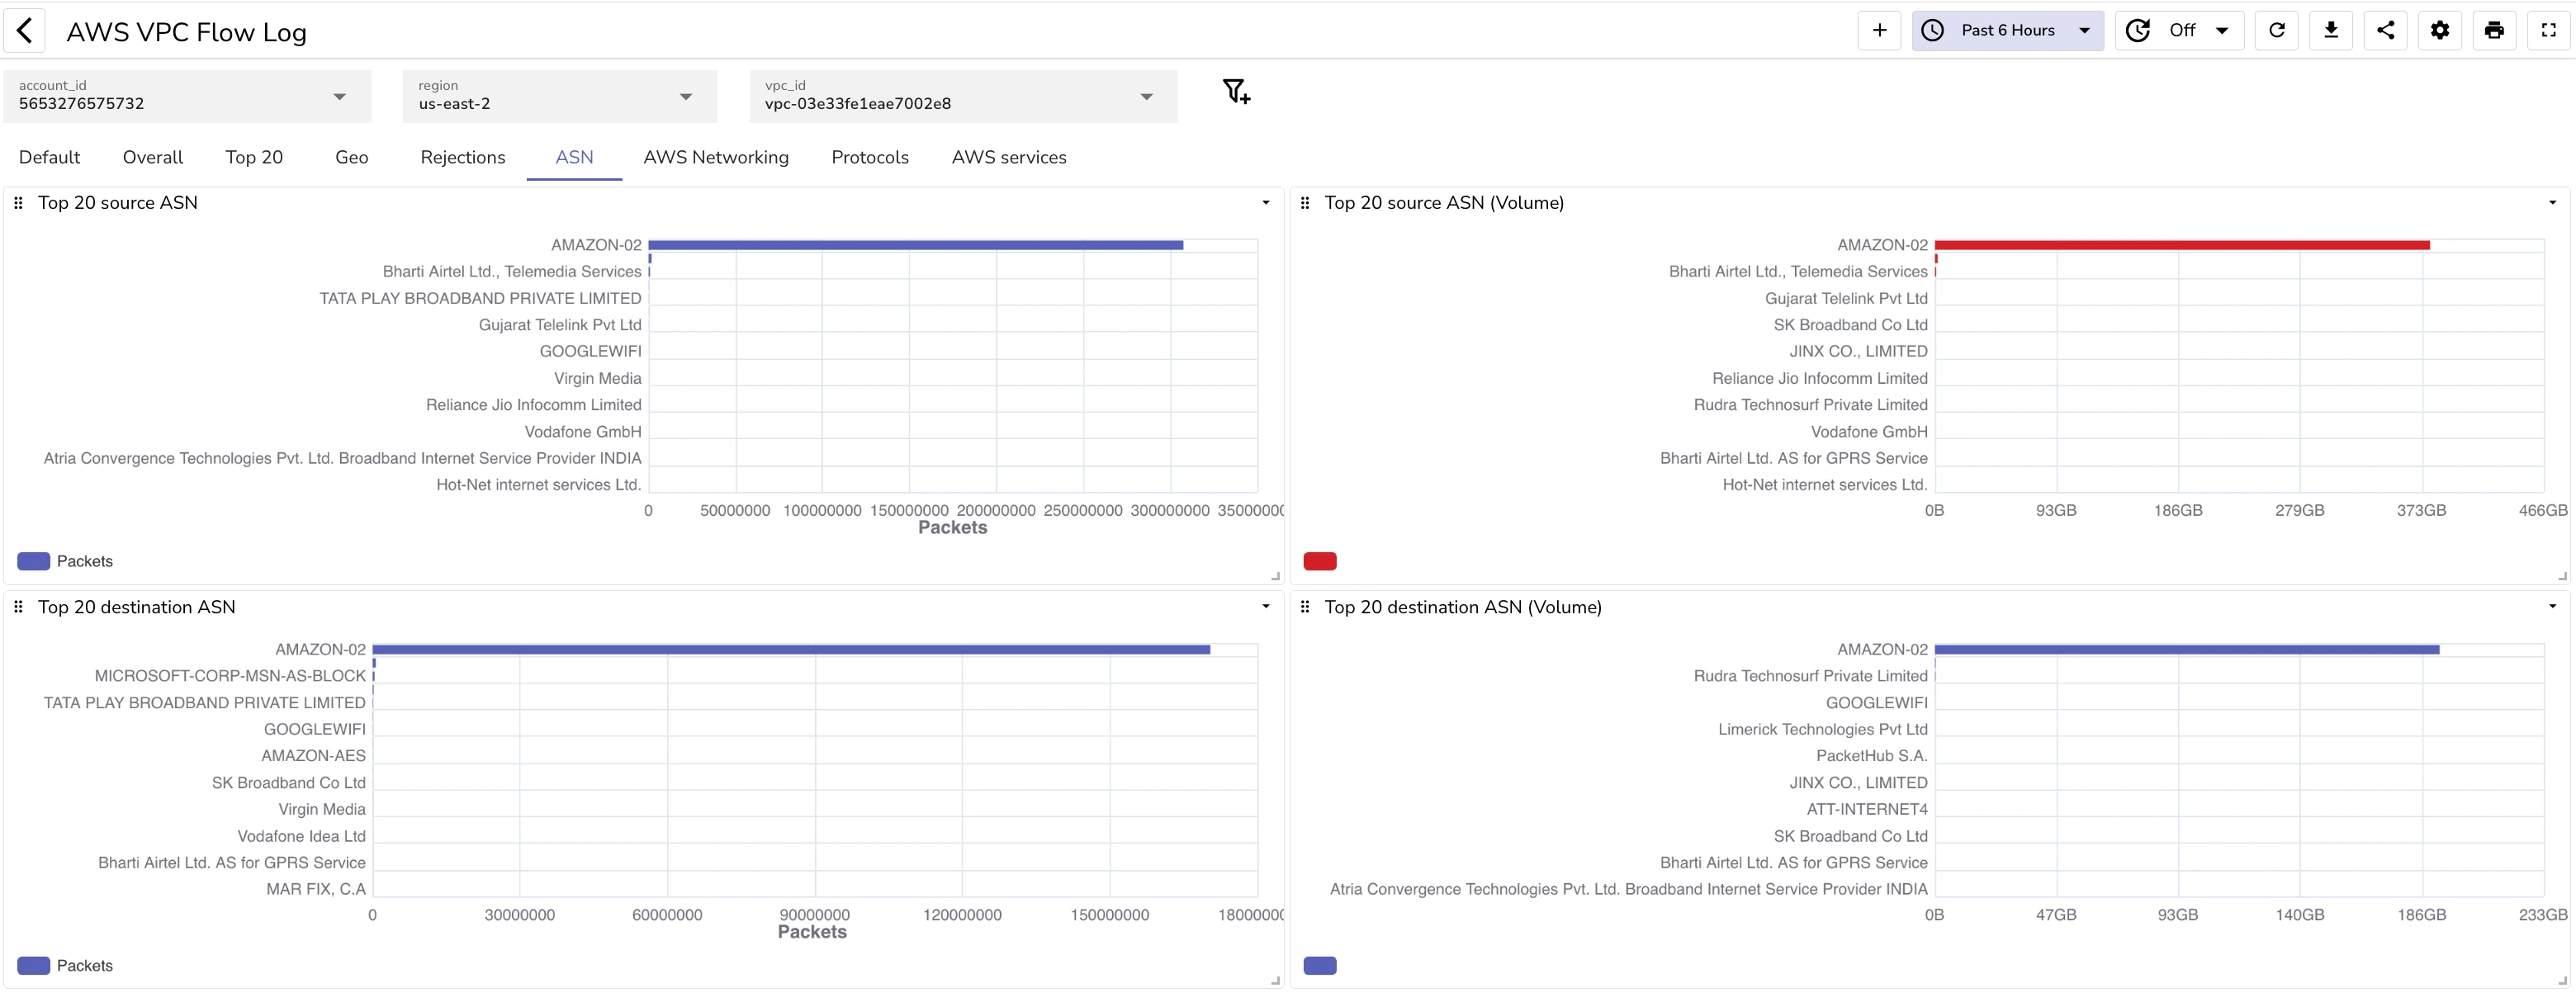 AWS VPC Flow Log
Past 6 Hours
Off
account_id
5653276575732
region
us-east-2
vpc_id
vpc-03e33fe1eae7002e8
Default Overall Top 20 Geo Rejections ASN AWS Networking Protocols AWS services
Top 20 source ASN
AMAZON-02
Bharti Airtel Ltd., Telemedia Services
TATA PLAY BROADBAND PRIVATE LIMITED
Gujarat Telelink Pvt Ltd
GOOGLEWIFI
Virgin Media
Reliance Jio Infocomm Limited
Vodafone GmbH
Atria Convergence Technologies Pvt. Ltd. Broadband Internet Service Provider INDIA
Hot-Net internet services Ltd.
0 50000000 100000000 150000000 200000000 250000000 300000000 35000000
Packets
Packets
Top 20 source ASN (Volume)
AMAZON-02
Bharti Airtel Ltd., Telemedia Services
Gujarat Telelink Pvt Ltd
SK Broadband Co Ltd
JINX CO., LIMITED
Reliance Jio Infocomm Limited
Rudra Technosurf Private Limited
Vodafone GmbH
Bharti Airtel Ltd. AS for GPRS Service
Hot-Net internet services Ltd.
0B 93GB 186GB 279GB 373GB 466GB
Top 20 destination ASN
AMAZON-02
MICROSOFT-CORP-MSN-AS-BLOCK
TATA PLAY BROADBAND PRIVATE LIMITED
GOOGLEWIFI
AMAZON-AES
SK Broadband Co Ltd
Virgin Media
Vodafone Idea Ltd
Bharti Airtel Ltd. AS for GPRS Service
MAR FIX, C.A
0 30000000 60000000 90000000 120000000 150000000 18000000
Packets
Packets
Top 20 destination ASN (Volume)
AMAZON-02
Rudra Technosurf Private Limited
GOOGLEWIFI
Limerick Technologies Pvt Ltd
PacketHub S.A.
JINX CO., LIMITED
ATT-INTERNET4
SK Broadband Co Ltd
Bharti Airtel Ltd. AS for GPRS Service
Atria Convergence Technologies Pvt. Ltd. Broadband Internet Service Provider INDIA
0B 47GB 93GB 140GB 186GB 233GB